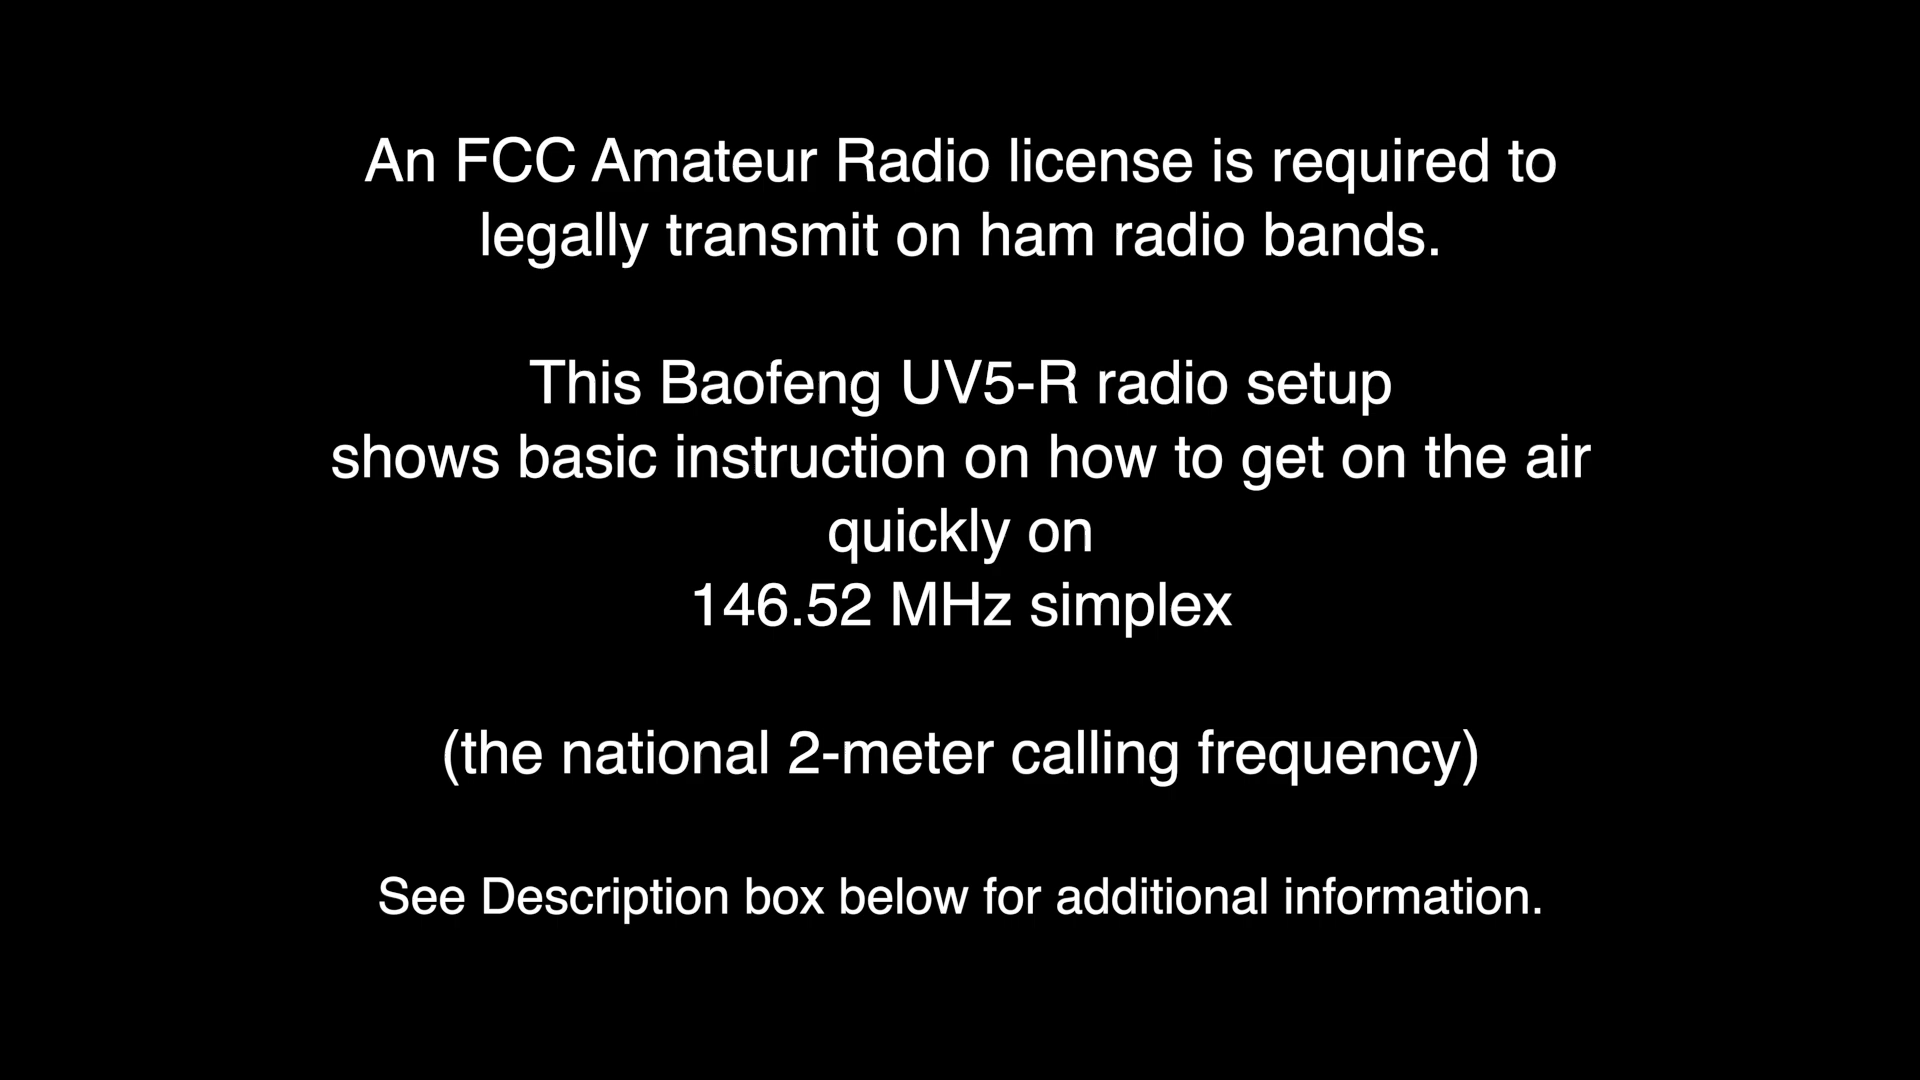 An FCC Amateur Radio license is required to
legally transmit on ham radio bands.
This Baofeng UV5-R radio setup
shows basic instruction on how to get on the air
quickly on
146.52 MHz simplex
(the national 2-meter calling frequency)
See Description box below for additional information.